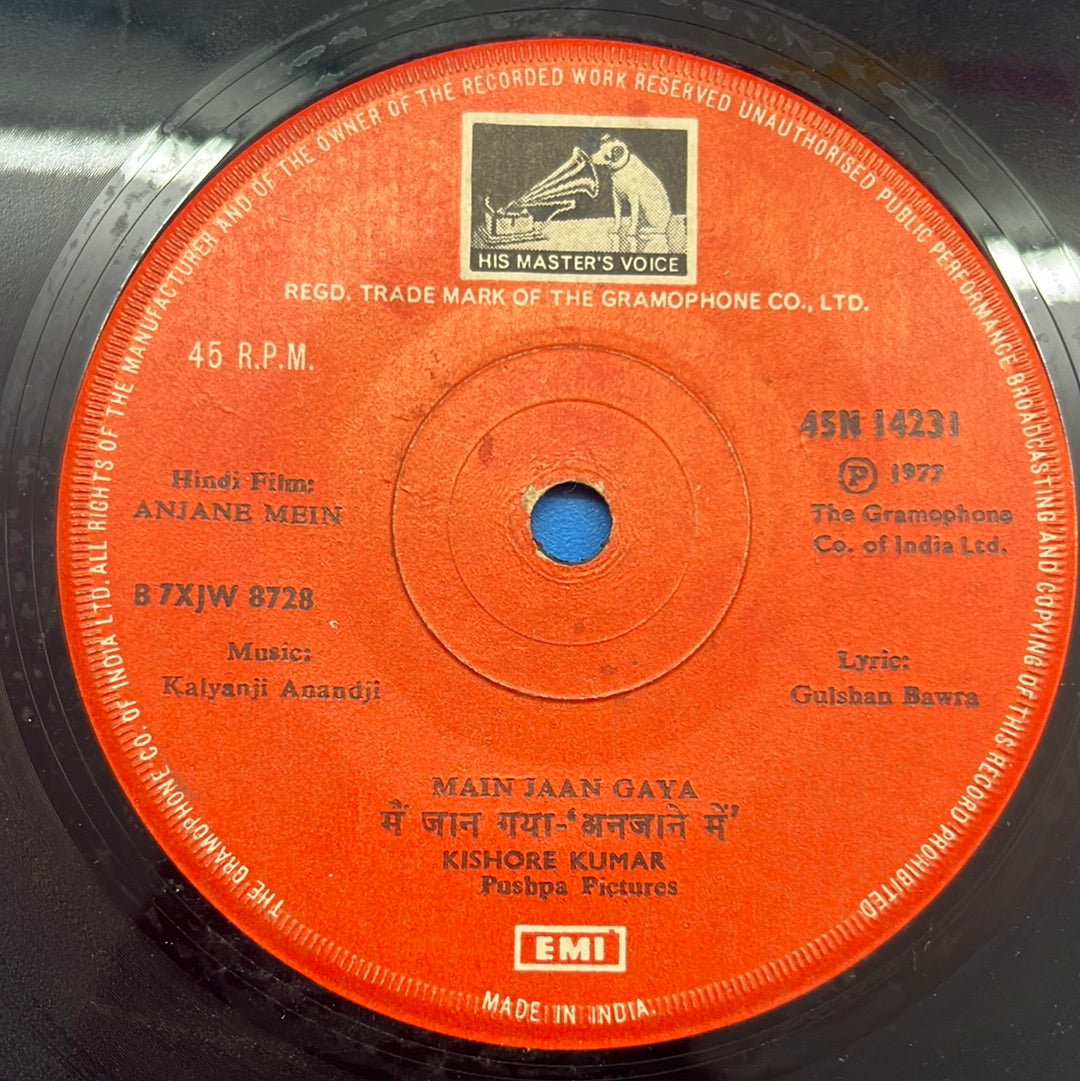 THE GRAMOPHONE CO. OF INDIA LTD. ALL RIGHTS OF THE MANUFACTURER AND OF THE OWNER OF THE RECORDED WORK RESERVED UNAUTHORISED PUBLIC PERFORMANCE BROADCASTING AND COPYING OF THIS RECORD PROHIBITED
HIS MASTER'S VOICE
REGD. TRADE MARK OF THE GRAMOPHONE CO., LTD.
45 R.P.M.
45N 14231
Ⓟ 1977
The Gramophone
Co. of India Ltd.
Hindi Film:
ANJANE MEIN
B 7XJW 8728
Music:
Kalyanji Anandji
Lyric:
Gulshan Bawra
MAIN JAAN GAYA
मैं जान गया-'अनजाने में'
KISHORE KUMAR
Pushpa Pictures
EMI
MADE IN INDIA.